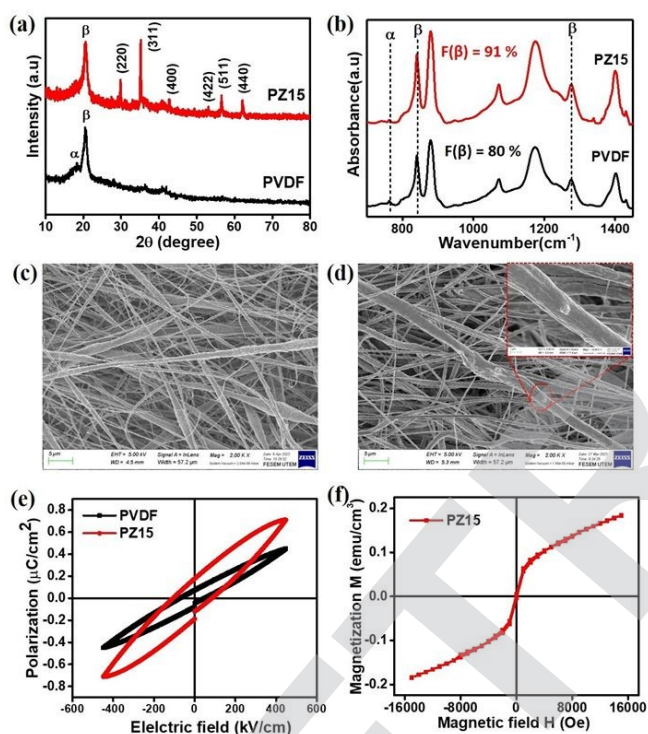 (a)
Intensity (a.u)
β
(220)
(311)
(400)
(422)
(511)
(440)
PZ15
α
β
PVDF
10 20 30 40 50 60 70 80
2θ (degree)
(b)
Absorbance(a.u)
α
β
β
F(β) = 91 %
PZ15
F(β) = 80 %
PVDF
800 1000 1200 1400
Wavenumber(cm-1)
(c)
5 µm
EHT = 5.00 kV
Signal A = InLens
Mag = 2.00 K X
WD = 4.5 mm
Width = 57.2 µm
FESEM UTEM
ZEISS
(d)
5 µm
EHT = 5.00 kV
Signal A = InLens
Mag = 2.00 K X
WD = 5.3 mm
Width = 57.2 µm
FESEM UTEM
ZEISS
(e)
Polarization (µC/cm2)
0.8
0.6
0.4
0.2
0.0
-0.2
-0.4
-0.6
-0.8
PVDF
PZ15
-600 -400 -200 0 200 400 600
Elelctric field (kV/cm)
(f)
Magnetization M (emu/cm3)
0.2
0.1
0.0
-0.1
-0.2
PZ15
-16000 -8000 0 8000 16000
Magnetic field H (Oe)